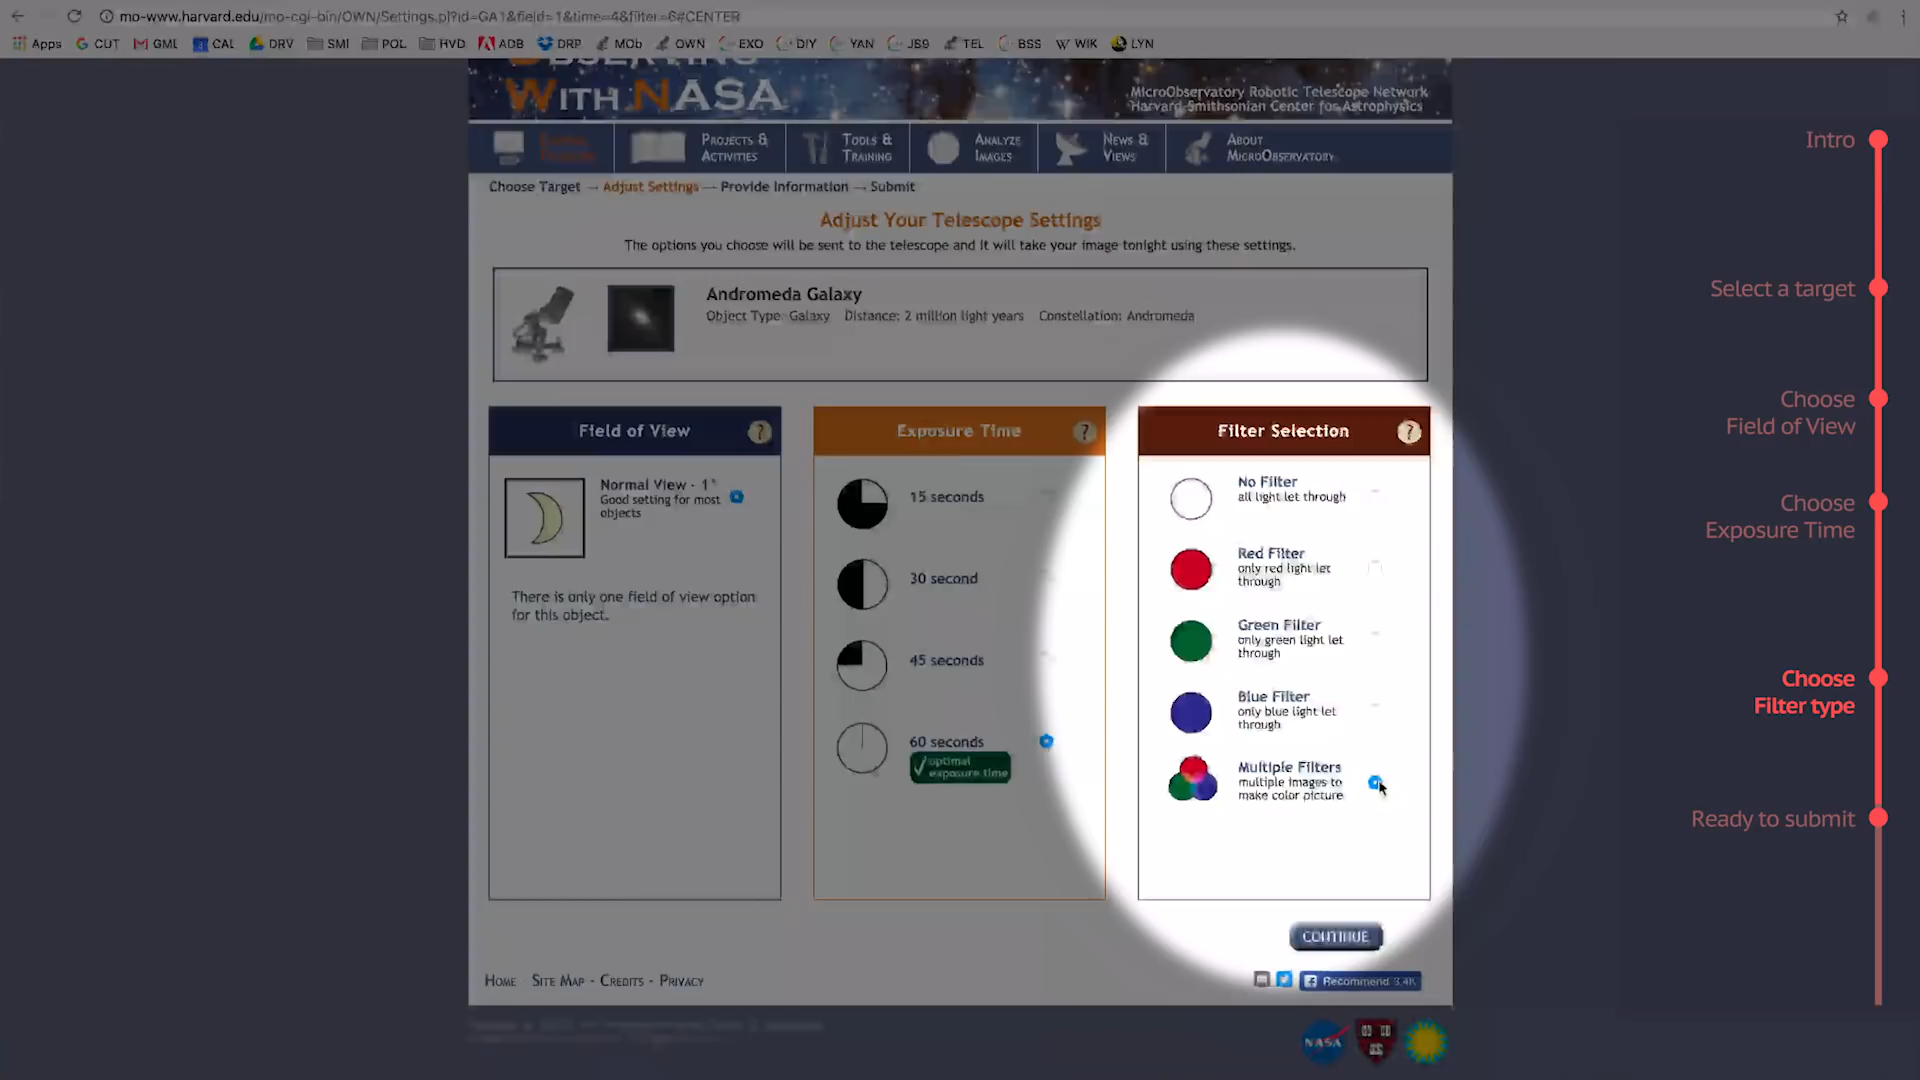 mo-www.harvard.edu/mo-cgi-bin/OWN/Settings.pl?id=GA1&field=1&time=4&filter=6#CENTER
Apps CUT GML CAL DRV SMI POL HVD ADB DRP MOb OWN EXO DIY YAN JS9 TEL BSS WIK LYN
OBSERVING
WITH NASA
MicroObservatory Robotic Telescope Network
Harvard-Smithsonian Center for Astrophysics
PROJECTS & ACTIVITIES
TOOLS & TRAINING
ANALYZE IMAGES
NEWS & VIEWS
ABOUT MICROOBSERVATORY
Choose Target → Adjust Settings → Provide Information → Submit
Adjust Your Telescope Settings
The options you choose will be sent to the telescope and it will take your image tonight using these settings.
Andromeda Galaxy
Object Type: Galaxy Distance: 2 million light years Constellation: Andromeda
Field of View ?
Normal View - 1°
Good setting for most
objects
There is only one field of view option
for this object.
Exposure Time ?
15 seconds
30 second
45 seconds
60 seconds
optimal
exposure time
Filter Selection ?
No Filter
all light let through
Red Filter
only red light let
through
Green Filter
only green light let
through
Blue Filter
only blue light let
through
Multiple Filters
multiple images to
make color picture
CONTINUE
HOME SITE MAP - CREDITS - PRIVACY
Recommend 3.4K
NASA
Intro
Select a target
Choose
Field of View
Choose
Exposure Time
Choose
Filter type
Ready to submit